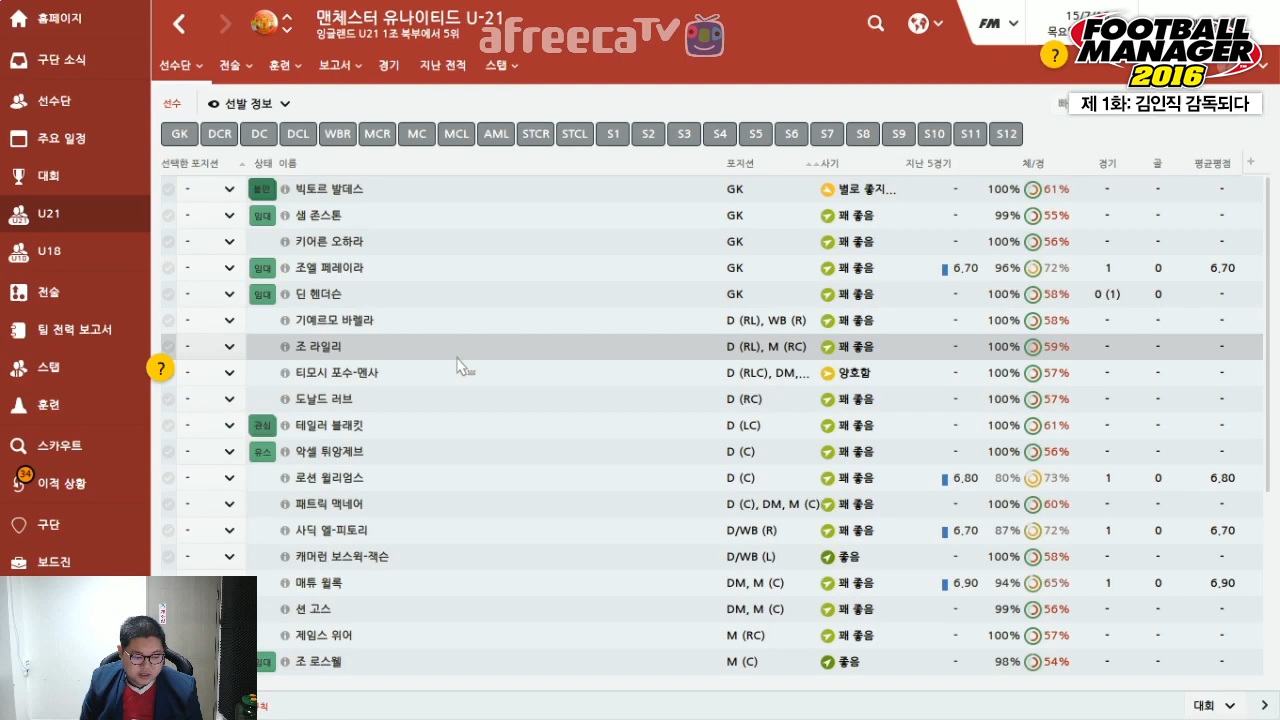 홈페이지
구단 소식
선수단
주요 일정
대회
U21
U18
전술
팀 전력 보고서
스탭
훈련
스카우트
34
이적 상황
구단
보드진
맨체스터 유나이티드 U-21
잉글랜드 U21 1조 북부에서 5위
afreecaTV
FM
15/7/
목요
FOOTBALL
MANAGER
2016
제 1화: 김인직 감독되다
선수단 전술 훈련 보고서 경기 지난 전적 스탭
선수 선발 정보
GK DCR DC DCL WBR MCR MC MCL AML STCR STCL S1 S2 S3 S4 S5 S6 S7 S8 S9 S10 S11 S12
선택한 포지션 상태 이름 포지션 사기 지난 5경기 체/경 경기 골 평균평점 +
- 불만 빅토르 발데스 GK 별로 좋지... - 100% 61% - - -
- 임대 샘 존스톤 GK 꽤 좋음 - 99% 55% - - -
- 키어른 오하라 GK 꽤 좋음 - 100% 56% - - -
- 임대 조엘 페레이라 GK 꽤 좋음 6,70 96% 72% 1 0 6,70
- 임대 딘 헨더슨 GK 꽤 좋음 - 100% 58% 0 (1) 0 -
- 기예르모 바렐라 D (RL), WB (R) 꽤 좋음 - 100% 58% - - -
- 조 라일리 D (RL), M (RC) 꽤 좋음 - 100% 59% - - -
- 티모시 포수-멘사 D (RLC), DM,... 양호함 - 100% 57% - - -
- 도날드 러브 D (RC) 꽤 좋음 - 100% 57% - - -
- 관심 테일러 블래킷 D (LC) 꽤 좋음 - 100% 61% - - -
- 유스 악셀 튀앙제브 D (C) 꽤 좋음 - 100% 56% - - -
- 로션 윌리엄스 D (C) 꽤 좋음 6,80 80% 73% 1 0 6,80
- 패트릭 맥네어 D (C), DM, M (C) 꽤 좋음 - 100% 60% - - -
- 사딕 엘-피토리 D/WB (R) 꽤 좋음 6,70 87% 72% 1 0 6,70
- 캐머런 보스윅-잭슨 D/WB (L) 좋음 - 100% 58% - - -
매튜 윌록 DM, M (C) 꽤 좋음 6,90 94% 65% 1 0 6,90
션 고스 DM, M (C) 꽤 좋음 - 99% 56% - - -
제임스 위어 M (RC) 꽤 좋음 - 100% 57% - - -
임대 조 로스웰 M (C) 좋음 - 98% 54% - - -
대회